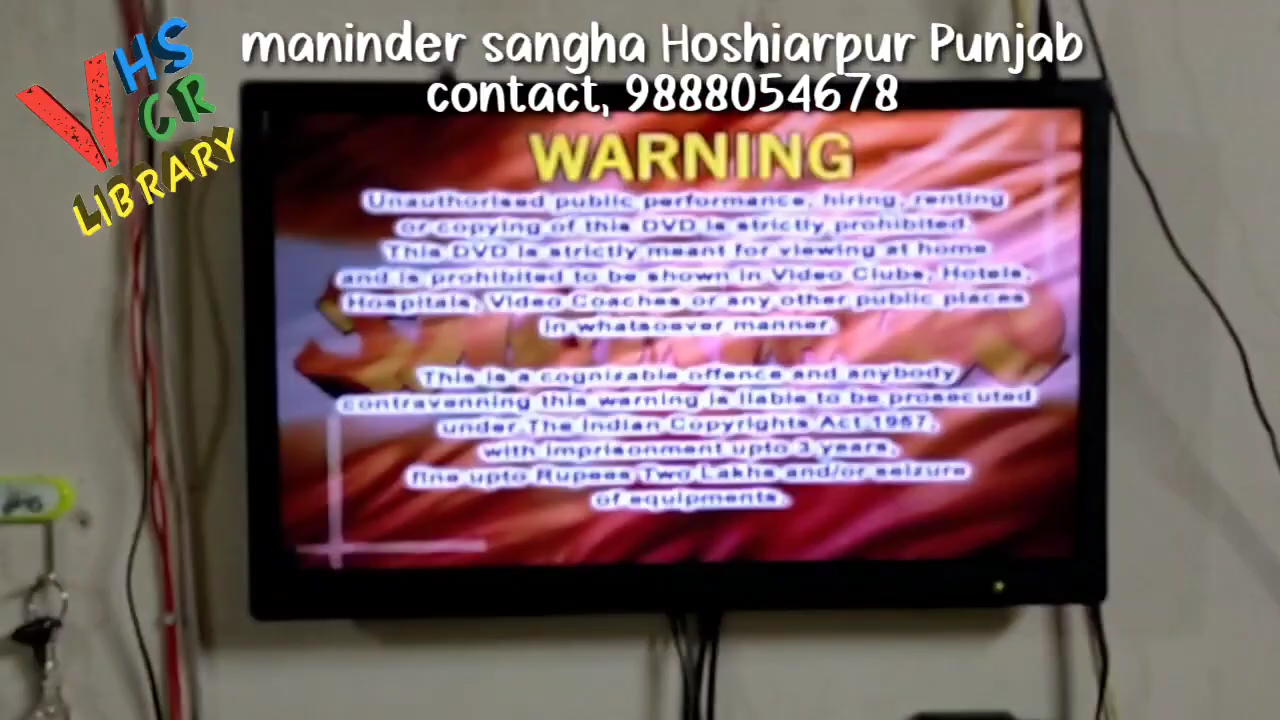 VHS
CR
LIBRARY
maninder sangha Hoshiarpur Punjab
contact, 9888054678
WARNING
Unauthorised public performance, hiring, renting
or copying of this DVD is strictly prohibited.
This DVD is strictly meant for viewing at home
and is prohibited to be shown in Video Clubs, Hotels,
Hospitals, Video Coaches or any other public places
in whatsoever manner.
This is a cognizable offence and anybody
contravenning this warning is liable to be prosecuted
under The Indian Copyrights Act 1957,
with imprisonment upto 3 years,
fine upto Rupees Two Lakhs and/or seizure
of equipments.